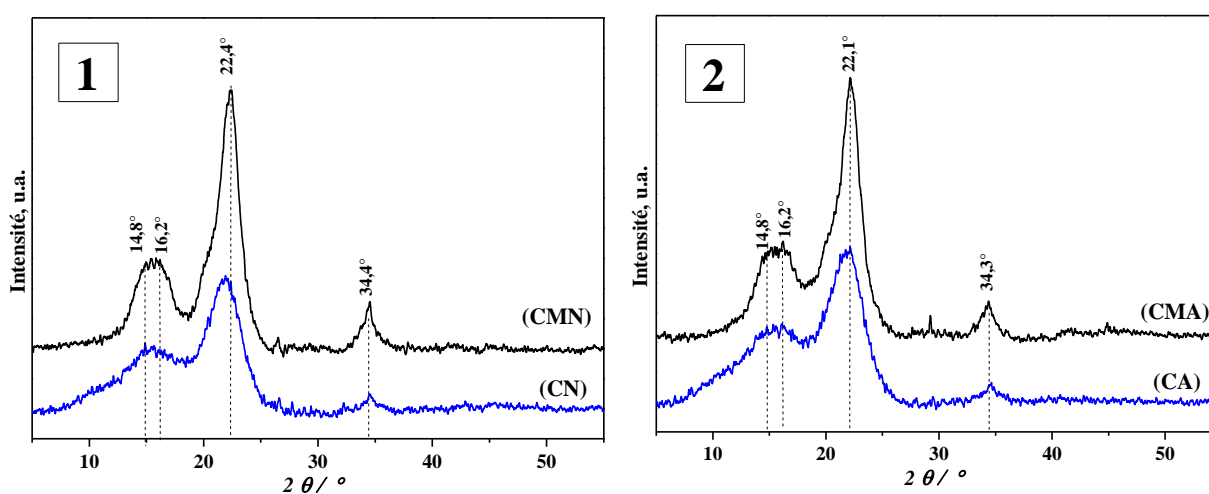 1
22,4°
14,8°
16,2°
34,4°
(CMN)
(CN)
Intensité, u.a.
10 20 30 40 50
2 θ / °
2
22,1°
14,8°
16,2°
34,3°
(CMA)
(CA)
Intensité, u.a.
10 20 30 40 50
2 θ / °